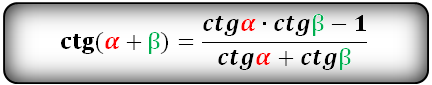 ctg(α + β) = (ctgα · ctgβ − 1) / (ctgα + ctgβ)